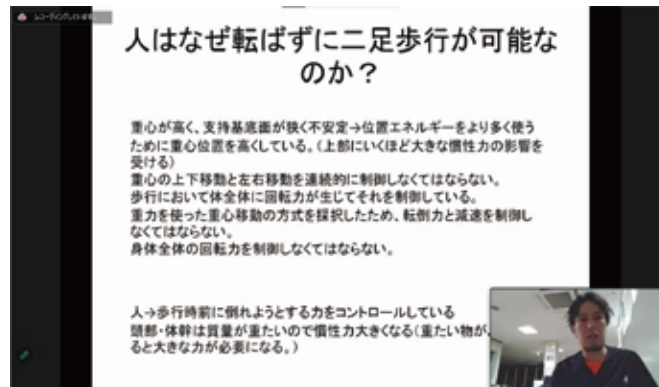 レコーディングしています
人はなぜ転ばずに二足歩行が可能な
のか？
重心が高く、支持基底面が狭く不安定→位置エネルギーをより多く使う
ために重心位置を高くしている。（上部にいくほど大きな慣性力の影響を
受ける）
重心の上下移動と左右移動を連続的に制御しなくてはならない。
歩行において体全体に回転力が生じてそれを制御している。
重力を使った重心移動の方式を採択したため、転倒力と減速を制御し
なくてはならない。
身体全体の回転力を制御しなくてはならない。
人→歩行時前に倒れようとする力をコントロールしている
頭部・体幹は質量が重たいので慣性力大きくなる（重たい物が
ると大きな力が必要になる。）